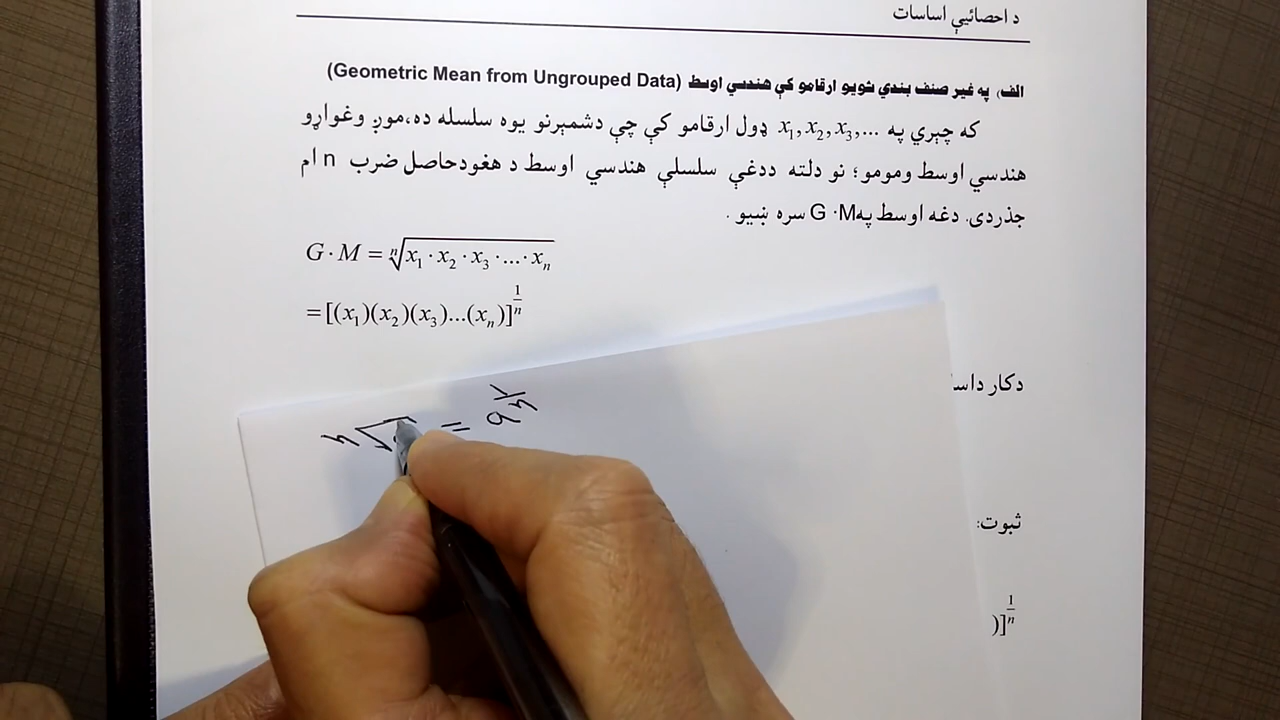 د احصائيې اساسات
الف، په غير صنف بندي شويو ارقامو کې هندسي اوسط (Geometric Mean from Ungrouped Data)
که چېرې په x₁, x₂, x₃,... ډول ارقامو کې چې دشمېرنو يوه سلسله ده،موږ وغواړو
هندسي اوسط ومومو؛ نو دلته ددغې سلسلې هندسي اوسط د هغودحاصل ضرب n ام
جذردی. دغه اوسط پهG·M سره ښيو .
G·M = ⁿ√(x₁·x₂·x₃·...·xₙ)
= [(x₁)(x₂)(x₃)...(xₙ)]^(1/n)
دکار
n√ = a^(1/n)
ثبوت:
)]^(1/n)